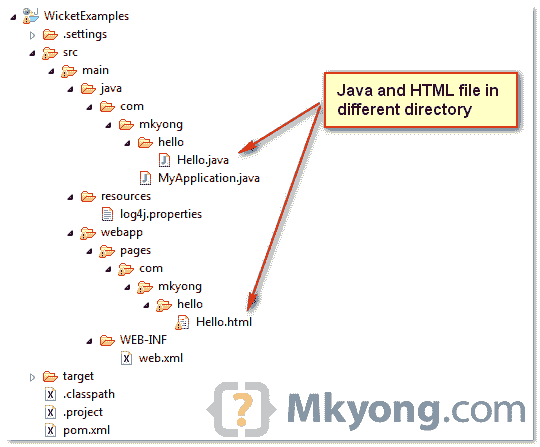 WicketExamples
.settings
src
main
java
com
mkyong
hello
Hello.java
MyApplication.java
resources
log4j.properties
webapp
pages
com
mkyong
hello
Hello.html
WEB-INF
web.xml
target
.classpath
.project
pom.xml
Java and HTML file in
different directory
{?} Mkyong.com